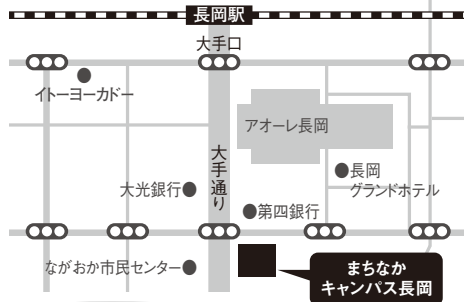 長岡駅
大手口
イトーヨーカドー
アオーレ長岡
大手通り
長岡
グランドホテル
大光銀行
第四銀行
ながおか市民センター
まちなか
キャンパス長岡